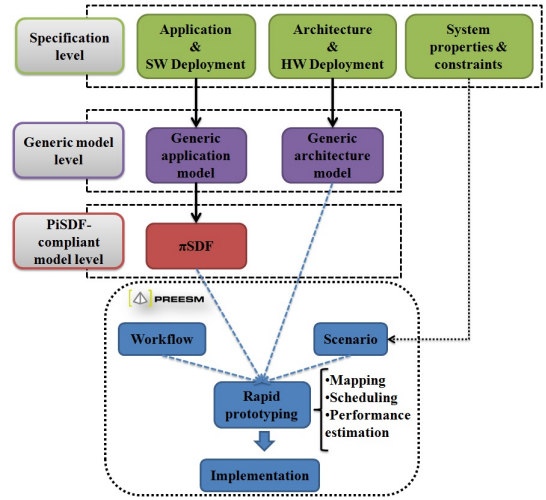 Specification
level
Application
&
SW Deployment
Architecture
&
HW Deployment
System
properties &
constraints
Generic model
level
Generic
application
model
Generic
architecture
model
PiSDF-
compliant
model level
πSDF
PREESM
Workflow
Scenario
Rapid
prototyping
•Mapping
•Scheduling
•Performance
estimation
Implementation